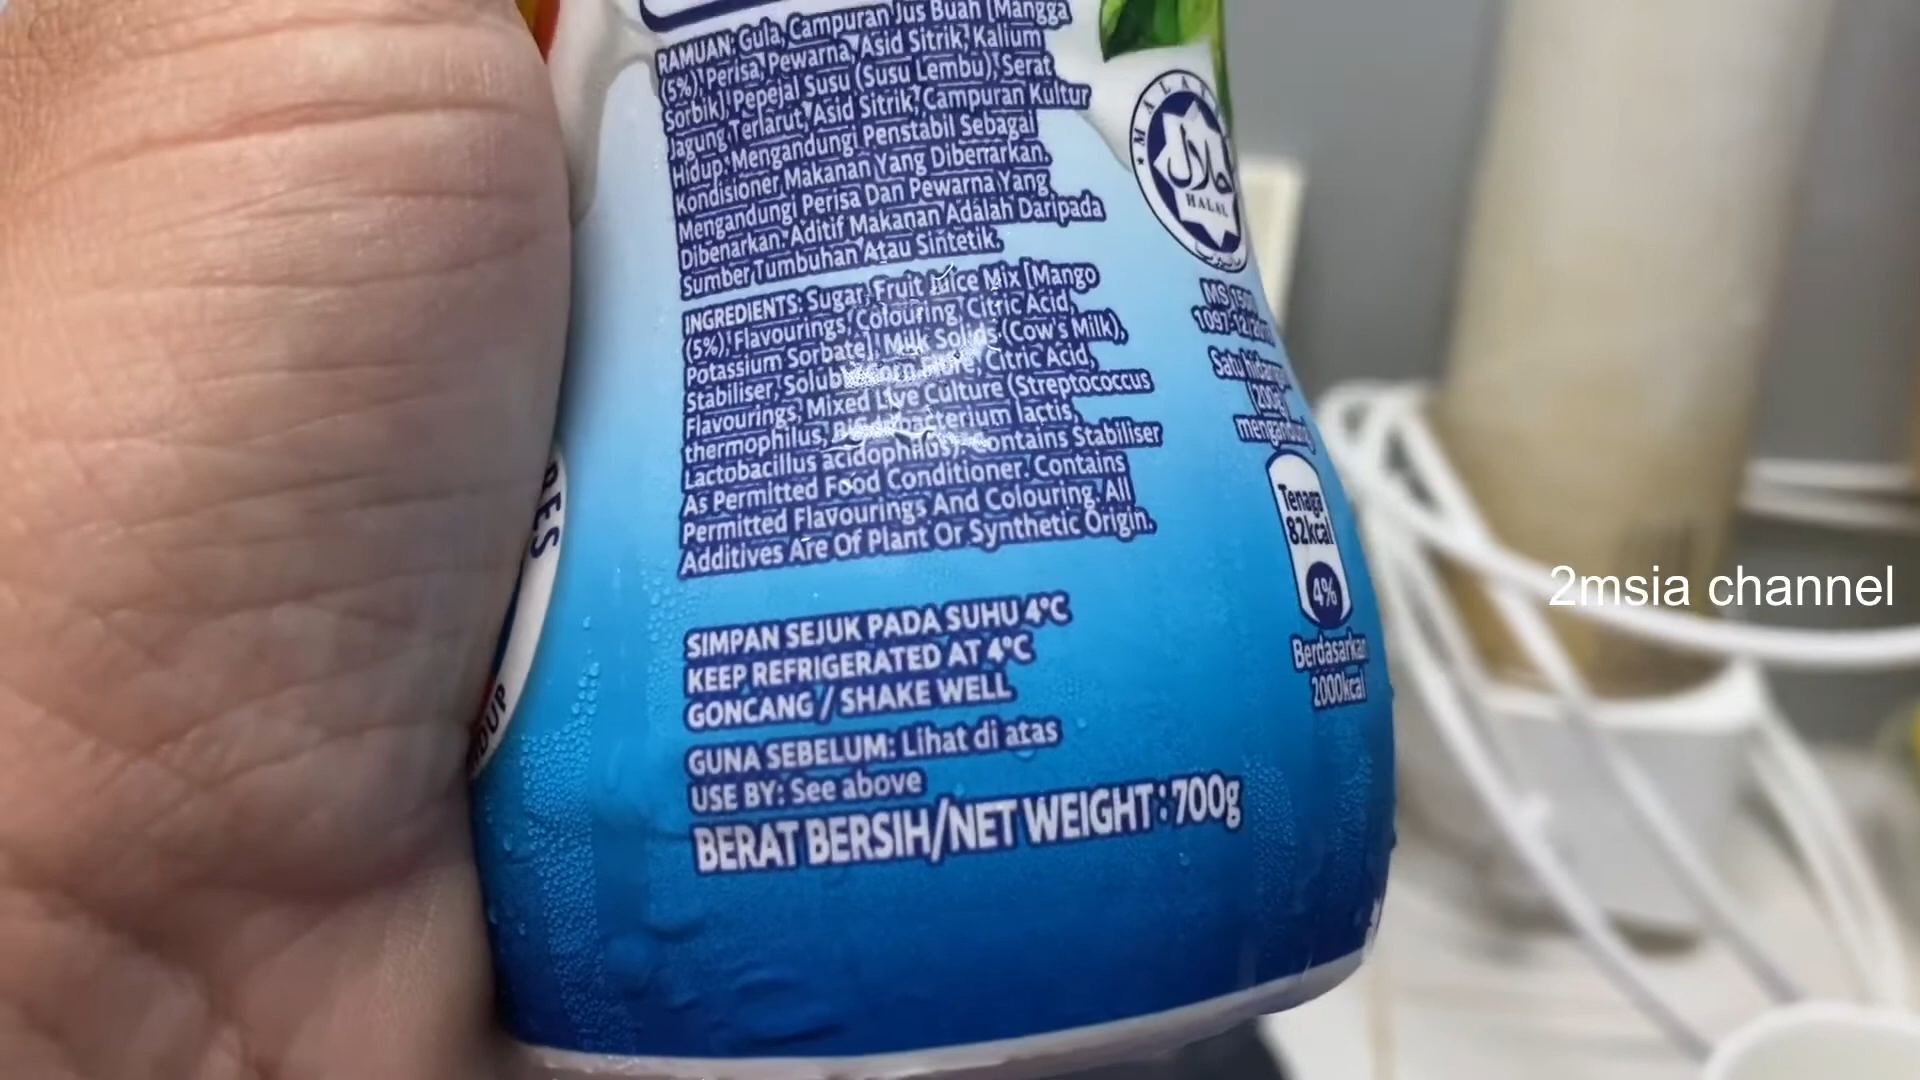 RAMUAN: Gula, Campuran Jus Buah [Mangga
(5%), Perisa, Pewarna, Asid Sitrik, Kalium
Sorbik], Pepejal Susu (Susu Lembu), Serat
Jagung Terlarut, Asid Sitrik, Campuran Kultur
Hidup. Mengandungi Penstabil Sebagai
Kondisioner Makanan Yang Dibenarkan.
Mengandungi Perisa Dan Pewarna Yang
Dibenarkan. Aditif Makanan Adalah Daripada
Sumber Tumbuhan Atau Sintetik.
INGREDIENTS: Sugar, Fruit Juice Mix [Mango
(5%), Flavourings, Colouring, Citric Acid,
Potassium Sorbate], Milk Solids (Cow's Milk),
Stabiliser, Soluble Corn Fibre, Citric Acid,
Flavourings, Mixed Live Culture (Streptococcus
thermophilus, Bifidobacterium lactis,
Lactobacillus acidophilus). Contains Stabiliser
As Permitted Food Conditioner. Contains
Permitted Flavourings And Colouring. All
Additives Are Of Plant Or Synthetic Origin.
SIMPAN SEJUK PADA SUHU 4°C
KEEP REFRIGERATED AT 4°C
GONCANG / SHAKE WELL
GUNA SEBELUM: Lihat di atas
USE BY: See above
BERAT BERSIH/NET WEIGHT : 700g
حلال
HALAL
MS 1500
Satu hidangan
(200g)
mengandungi
Tenaga
82kcal
4%
Berdasarkan
2000kcal
2msia channel